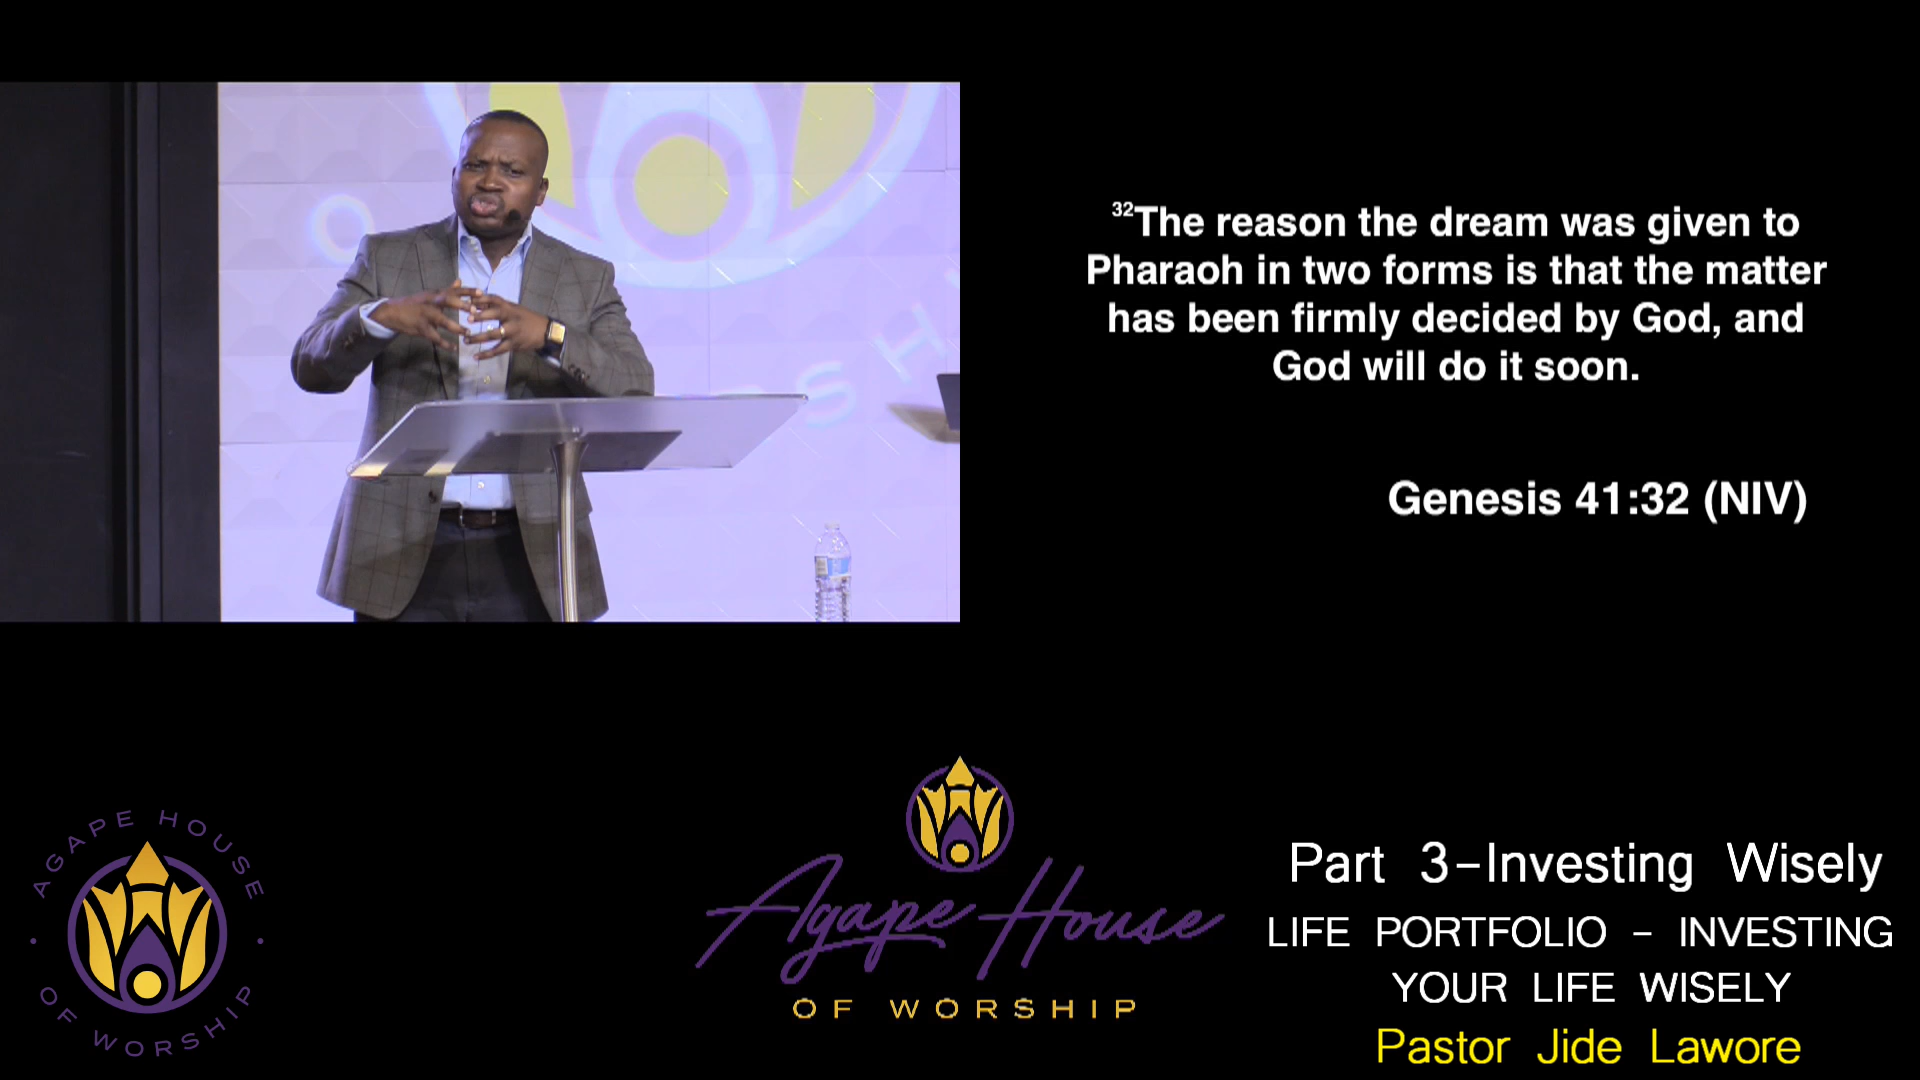 32The reason the dream was given to
Pharaoh in two forms is that the matter
has been firmly decided by God, and
God will do it soon.
Genesis 41:32 (NIV)
AGAPE HOUSE
OF WORSHIP
Agape House
OF WORSHIP
Part 3-Investing Wisely
LIFE PORTFOLIO - INVESTING
YOUR LIFE WISELY
Pastor Jide Lawore